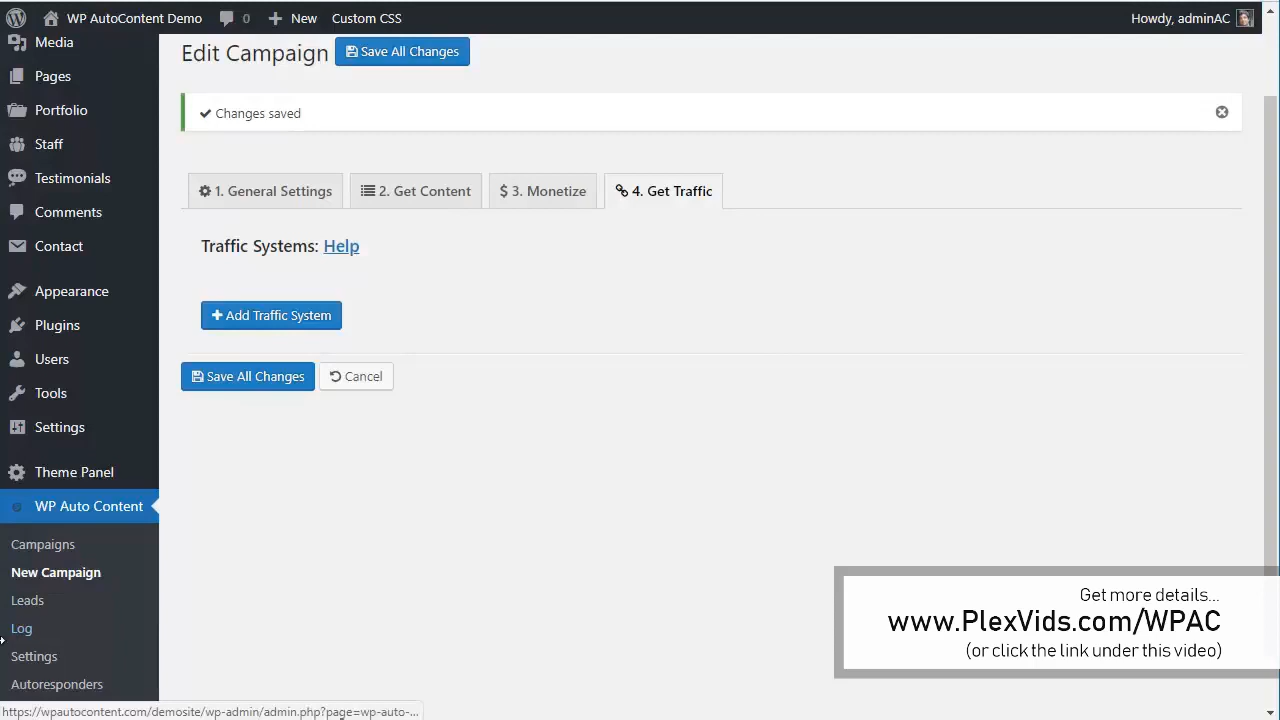 WP AutoContent Demo 0 New Custom CSS Howdy, adminAC
Media
Pages
Portfolio
Staff
Testimonials
Comments
Contact
Appearance
Plugins
Users
Tools
Settings
Theme Panel
WP Auto Content
Campaigns
New Campaign
Leads
Log
Settings
Autoresponders
Edit Campaign Save All Changes
Changes saved
1. General Settings 2. Get Content $ 3. Monetize 4. Get Traffic
Traffic Systems: Help
Add Traffic System
Save All Changes Cancel
Get more details...
www.PlexVids.com/WPAC
(or click the link under this video)
https://wpautocontent.com/demosite/wp-admin/admin.php?page=wp-auto-...